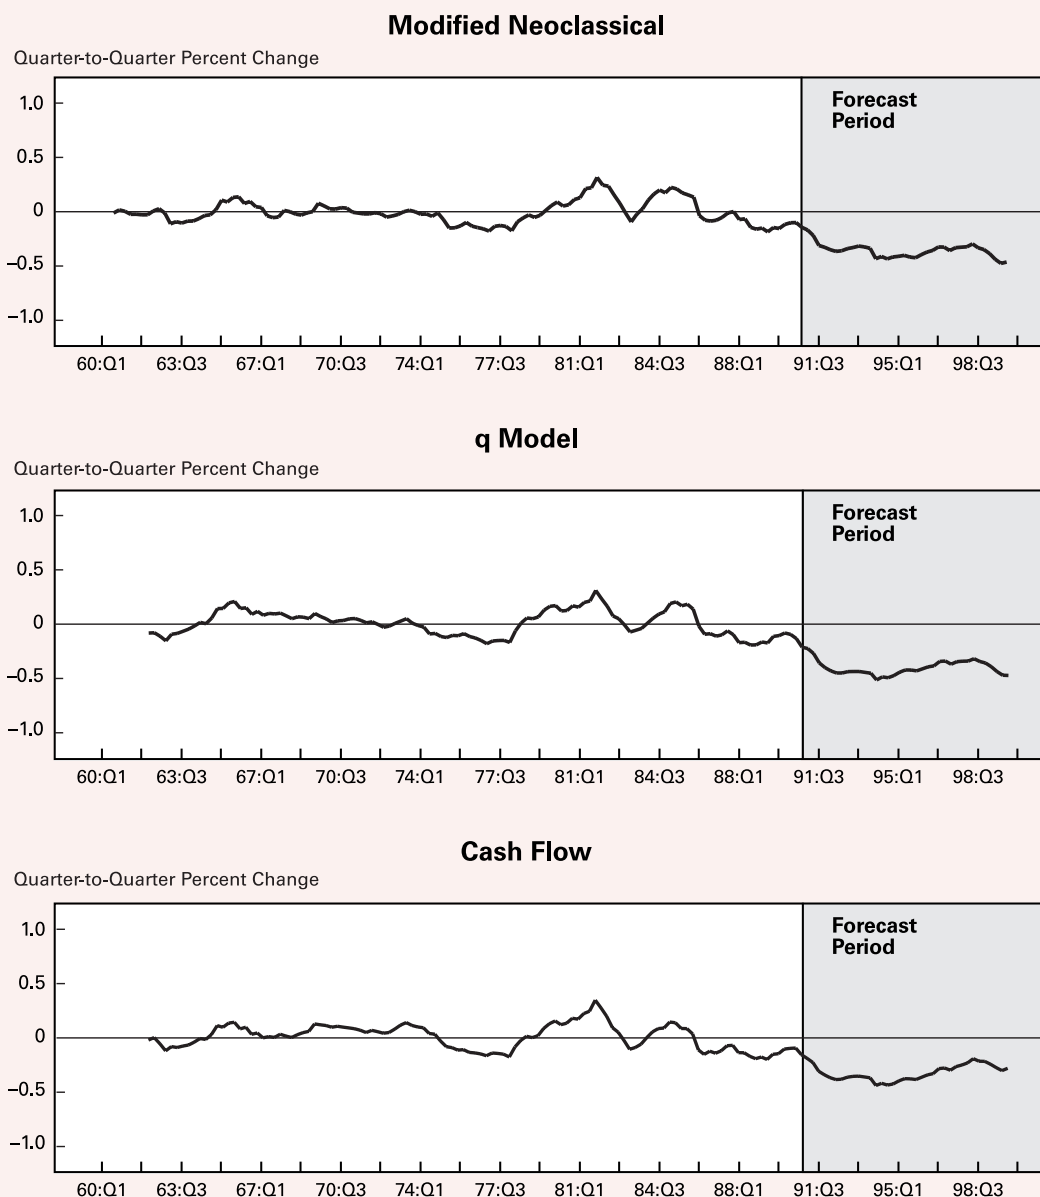 Modified Neoclassical
Quarter-to-Quarter Percent Change
Forecast
Period
1.0
0.5
0
–0.5
–1.0
60:Q1 63:Q3 67:Q1 70:Q3 74:Q1 77:Q3 81:Q1 84:Q3 88:Q1 91:Q3 95:Q1 98:Q3
q Model
Quarter-to-Quarter Percent Change
Forecast
Period
1.0
0.5
0
–0.5
–1.0
60:Q1 63:Q3 67:Q1 70:Q3 74:Q1 77:Q3 81:Q1 84:Q3 88:Q1 91:Q3 95:Q1 98:Q3
Cash Flow
Quarter-to-Quarter Percent Change
Forecast
Period
1.0
0.5
0
–0.5
–1.0
60:Q1 63:Q3 67:Q1 70:Q3 74:Q1 77:Q3 81:Q1 84:Q3 88:Q1 91:Q3 95:Q1 98:Q3